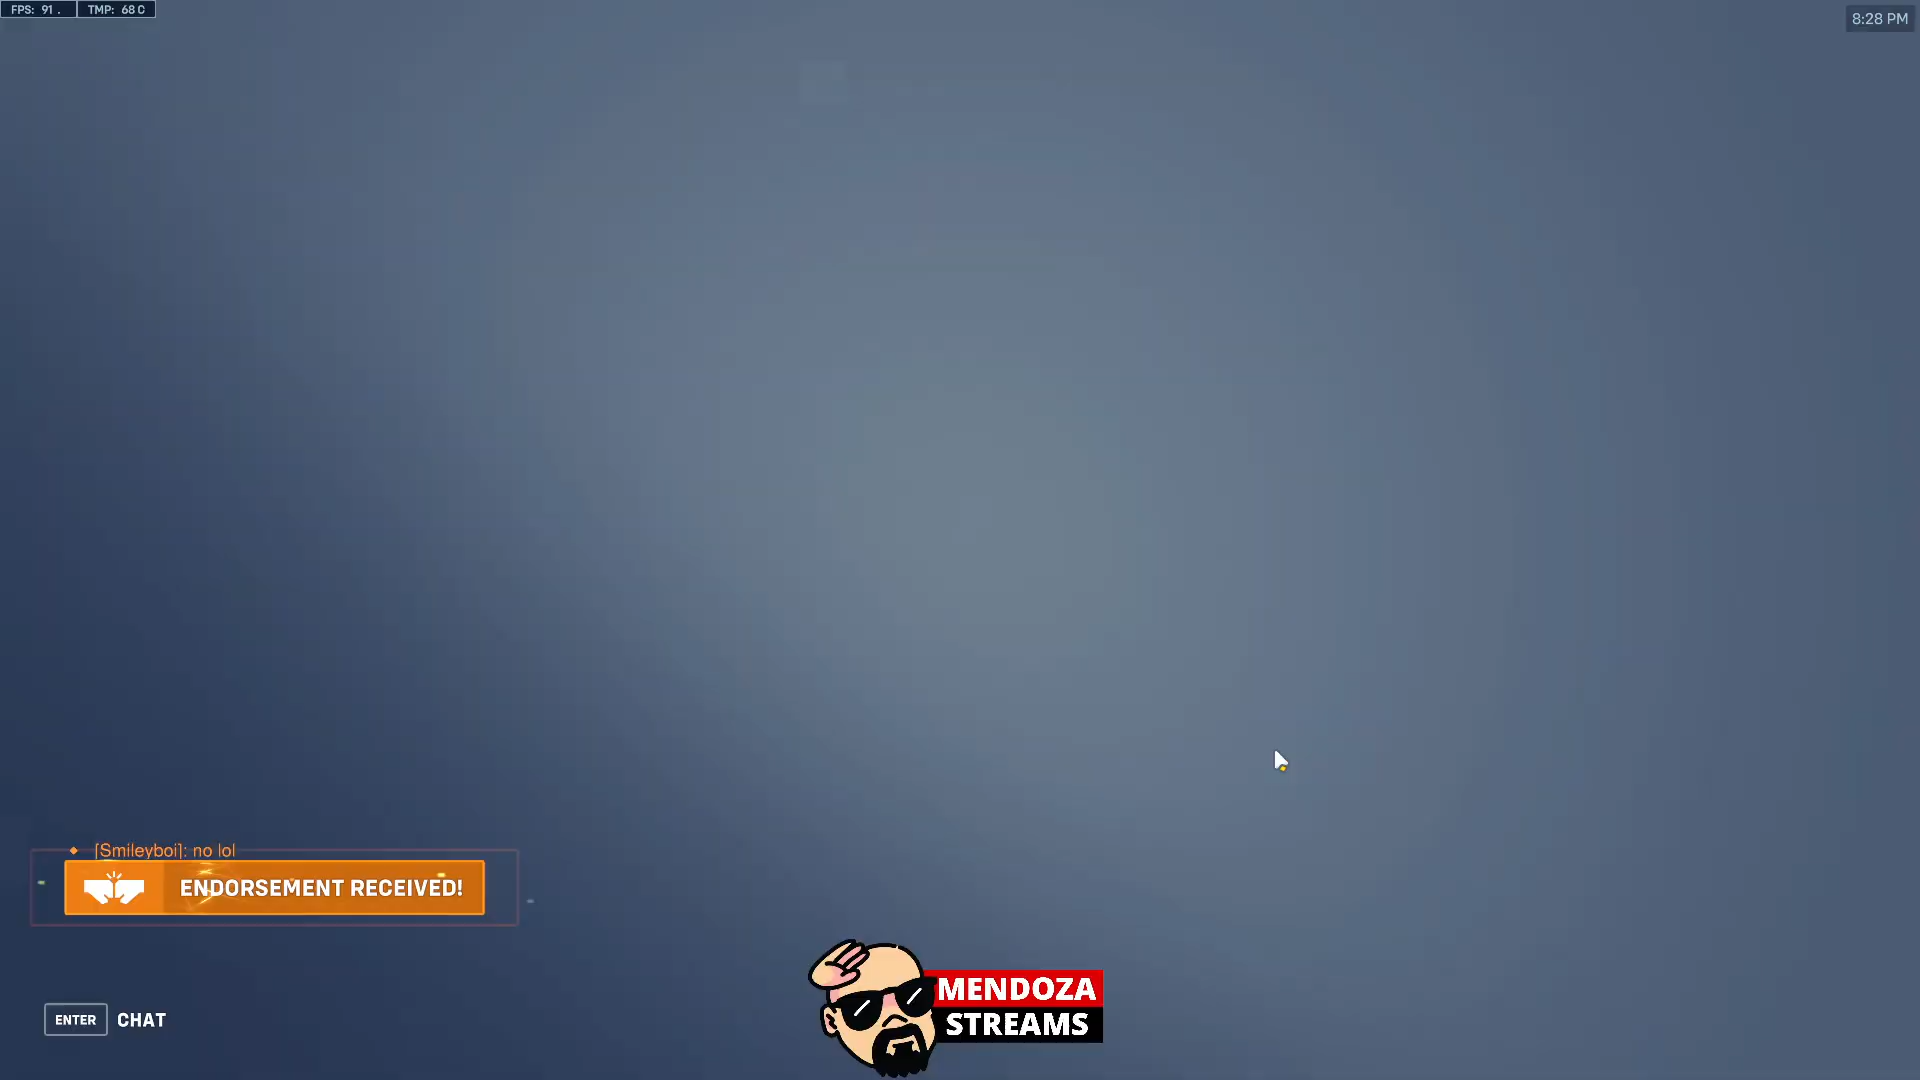 FPS: 91 .
TMP: 68 C
8:28 PM
[Smileyboi]: no lol
ENDORSEMENT RECEIVED!
ENTER CHAT
MENDOZA
STREAMS